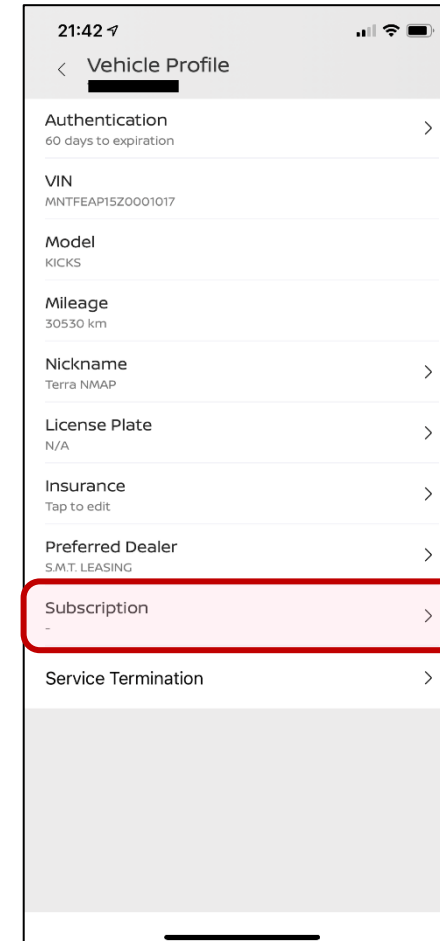 21:42
Vehicle Profile
Authentication
60 days to expiration
VIN
MNTFEAP15Z0001017
Model
KICKS
Mileage
30530 km
Nickname
Terra NMAP
License Plate
N/A
Insurance
Tap to edit
Preferred Dealer
S.M.T. LEASING
Subscription
-
Service Termination